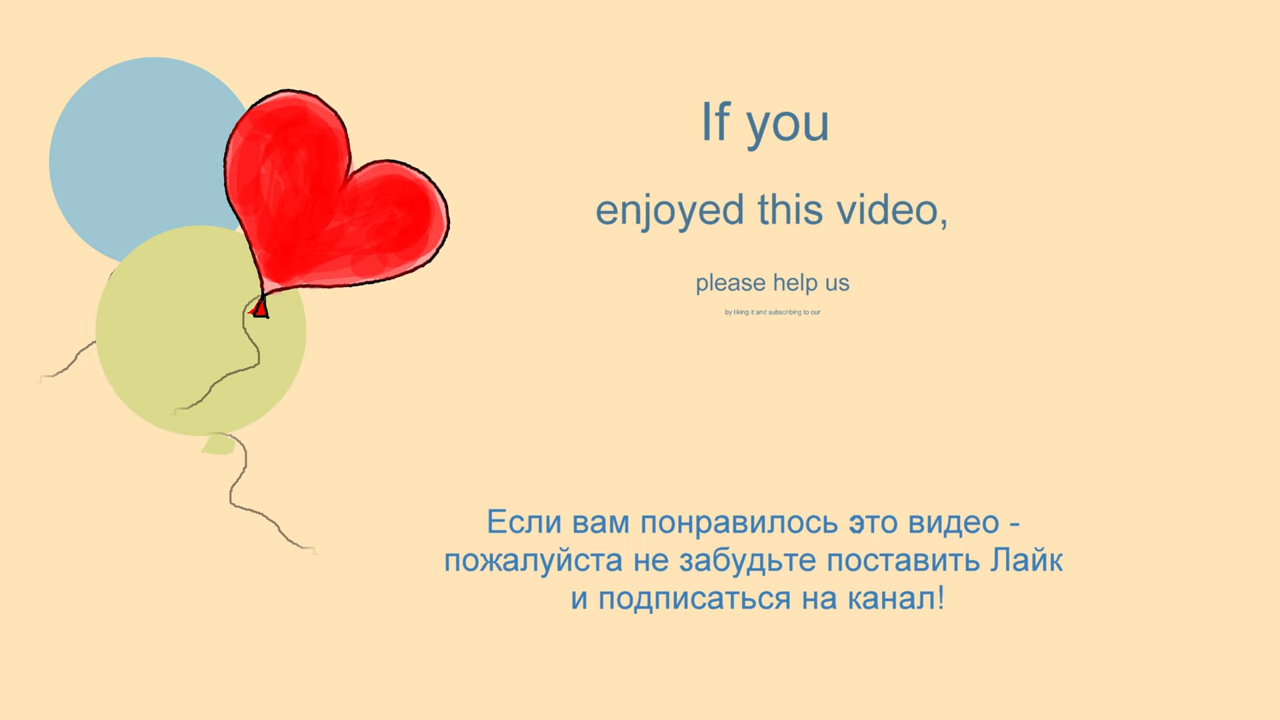 If you
enjoyed this video,
please help us
by liking it and subscribing to our
Если вам понравилось это видео -
пожалуйста не забудьте поставить Лайк
и подписаться на канал!